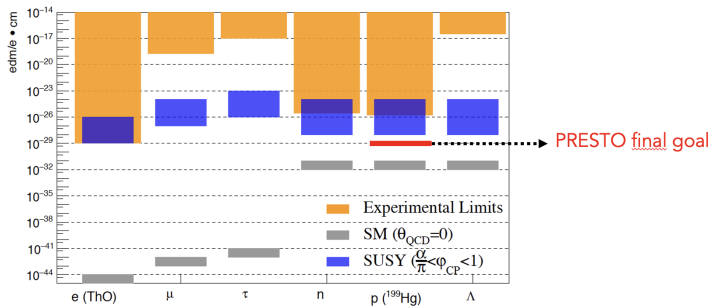 edm/e • cm
10⁻¹⁴
10⁻¹⁷
10⁻²⁰
10⁻²³
10⁻²⁶
10⁻²⁹
10⁻³²
10⁻³⁵
10⁻³⁸
10⁻⁴¹
10⁻⁴⁴
PRESTO final goal
Experimental Limits
SM (θ_QCD=0)
SUSY (α/π<φ_CP<1)
e (ThO) μ τ n p (¹⁹⁹Hg) Λ